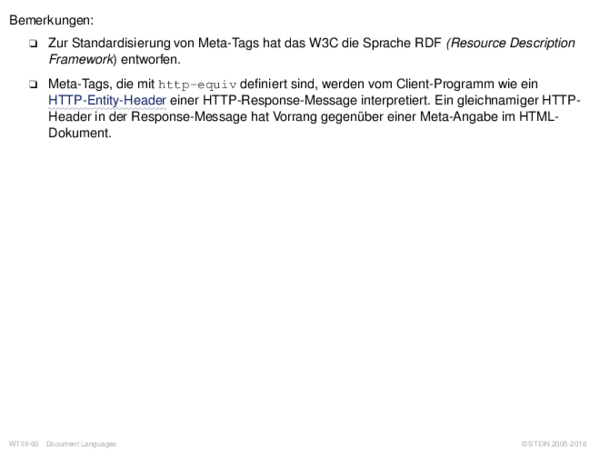 Bemerkungen:
❑ Zur Standardisierung von Meta-Tags hat das W3C die Sprache RDF (Resource Description
Framework) entworfen.
❑ Meta-Tags, die mit http-equiv definiert sind, werden vom Client-Programm wie ein
HTTP-Entity-Header einer HTTP-Response-Message interpretiert. Ein gleichnamiger HTTP-
Header in der Response-Message hat Vorrang gegenüber einer Meta-Angabe im HTML-
Dokument.
WT:III-60 Document Languages
© STEIN 2005-2018